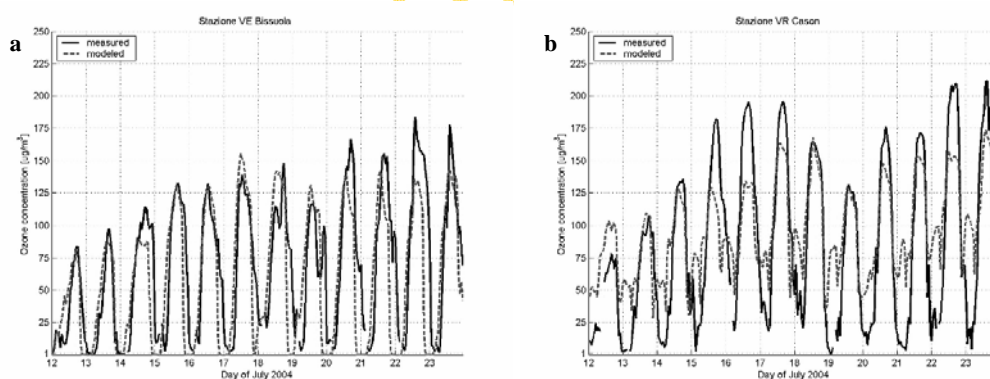 a
Stazione VE Bissuola
measured
modeled
Ozone concentration [ug/m³]
250
225
200
175
150
125
100
75
50
25
1
12 13 14 15 16 17 18 19 20 21 22 23
Day of July 2004
b
Stazione VR Cason
measured
modeled
Ozone concentration [ug/m³]
250
225
200
175
150
125
100
75
50
25
1
12 13 14 15 16 17 18 19 20 21 22 23
Day of July 2004